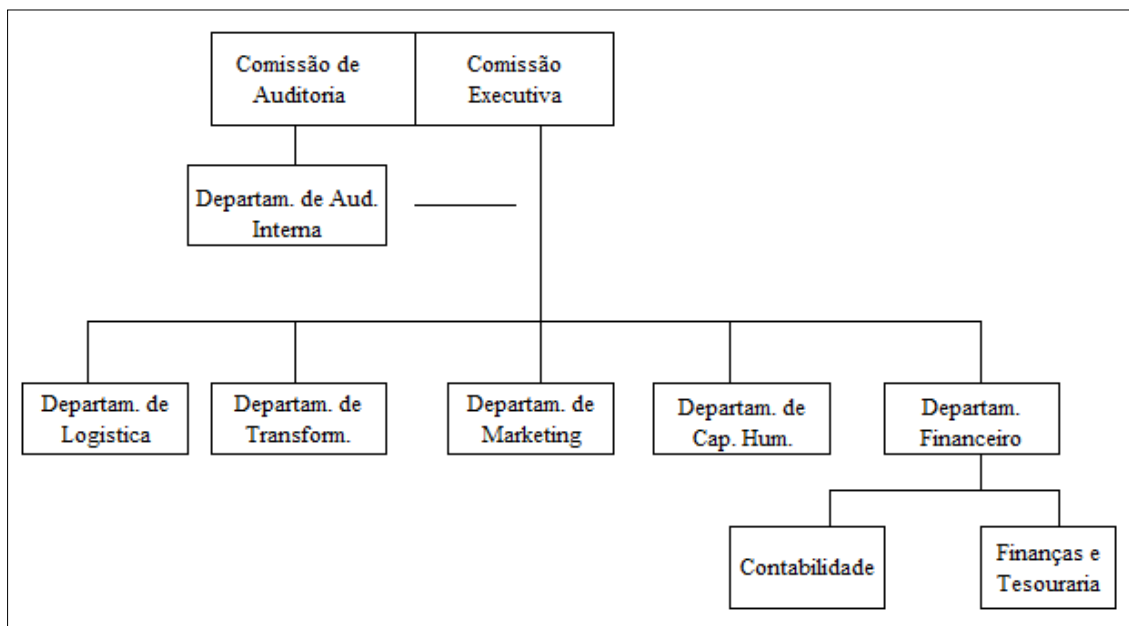 Comissão de
Auditoria
Comissão
Executiva
Departam. de Aud.
Interna
Departam. de
Logistica
Departam. de
Transform.
Departam. de
Marketing
Departam. de
Cap. Hum.
Departam.
Financeiro
Contabilidade
Finanças e
Tesouraria